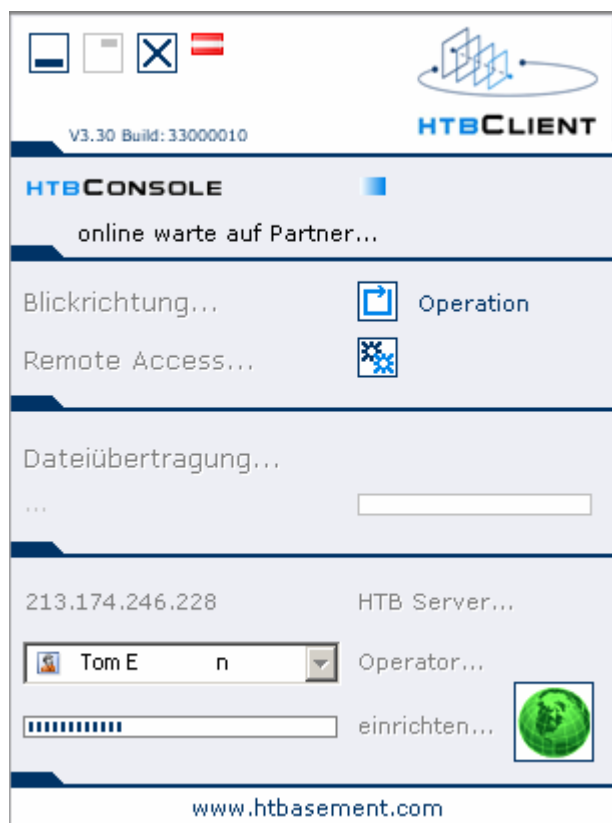 HTBCLIENT
V3.30 Build: 33000010
HTBCONSOLE
online warte auf Partner...
Blickrichtung...
Operation
Remote Access...
Dateiübertragung...
...
213.174.246.228
HTB Server...
Tom E n
Operator...
einrichten...
www.htbasement.com